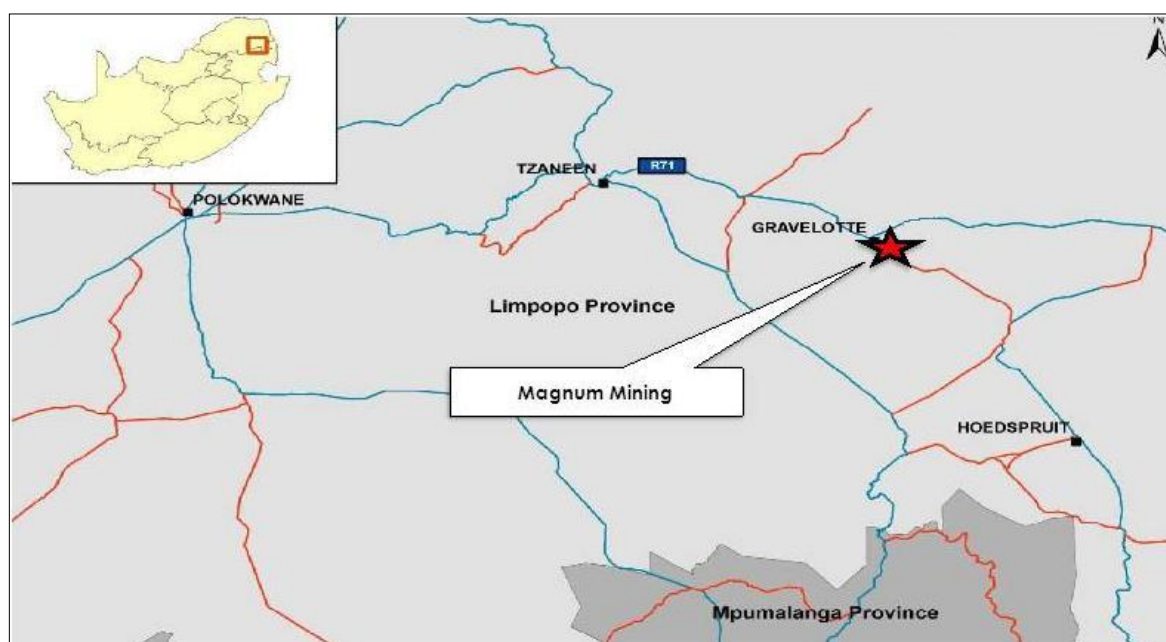 N
TZANEEN
R71
POLOKWANE
GRAVELOTTE
Limpopo Province
Magnum Mining
HOEDSPRUIT
Mpumalanga Province